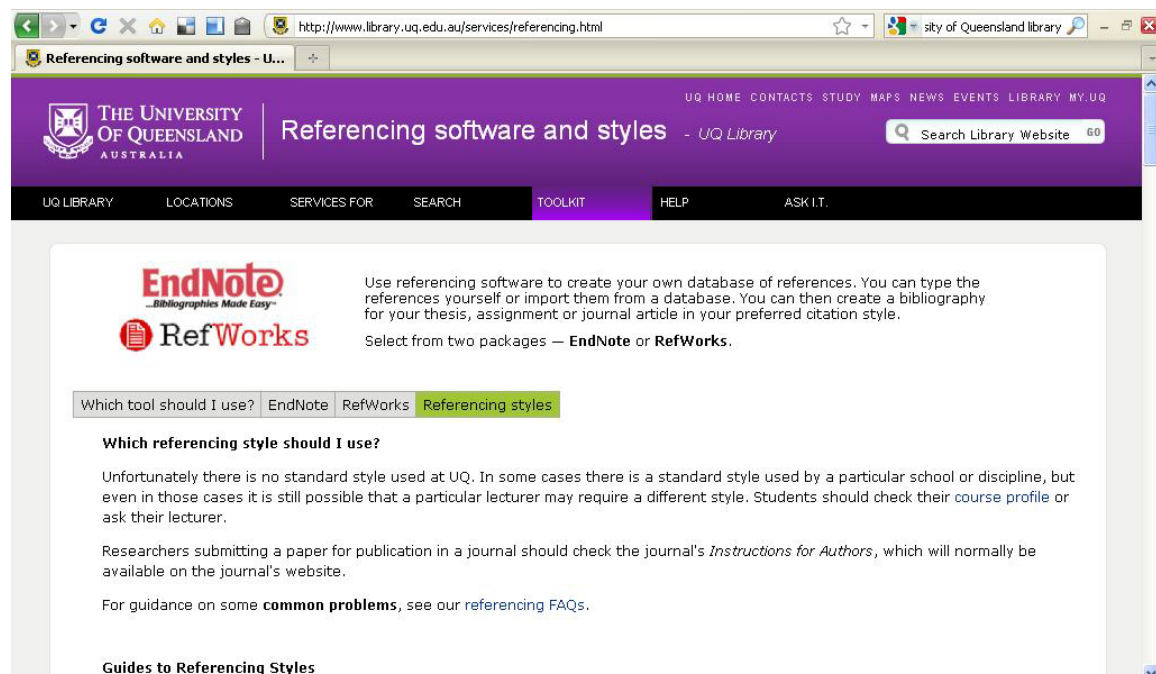 http://www.library.uq.edu.au/services/referencing.html
sity of Queensland library
Referencing software and styles - U...
UQ HOME CONTACTS STUDY MAPS NEWS EVENTS LIBRARY MY.UQ
THE UNIVERSITY
OF QUEENSLAND
AUSTRALIA
Referencing software and styles - UQ Library
Search Library Website GO
UQ LIBRARY LOCATIONS SERVICES FOR SEARCH TOOLKIT HELP ASK I.T.
EndNote
...Bibliographies Made Easy™
RefWorks
Use referencing software to create your own database of references. You can type the
references yourself or import them from a database. You can then create a bibliography
for your thesis, assignment or journal article in your preferred citation style.
Select from two packages — EndNote or RefWorks.
Which tool should I use? EndNote RefWorks Referencing styles
Which referencing style should I use?
Unfortunately there is no standard style used at UQ. In some cases there is a standard style used by a particular school or discipline, but
even in those cases it is still possible that a particular lecturer may require a different style. Students should check their course profile or
ask their lecturer.
Researchers submitting a paper for publication in a journal should check the journal's Instructions for Authors, which will normally be
available on the journal's website.
For guidance on some common problems, see our referencing FAQs.
Guides to Referencing Styles